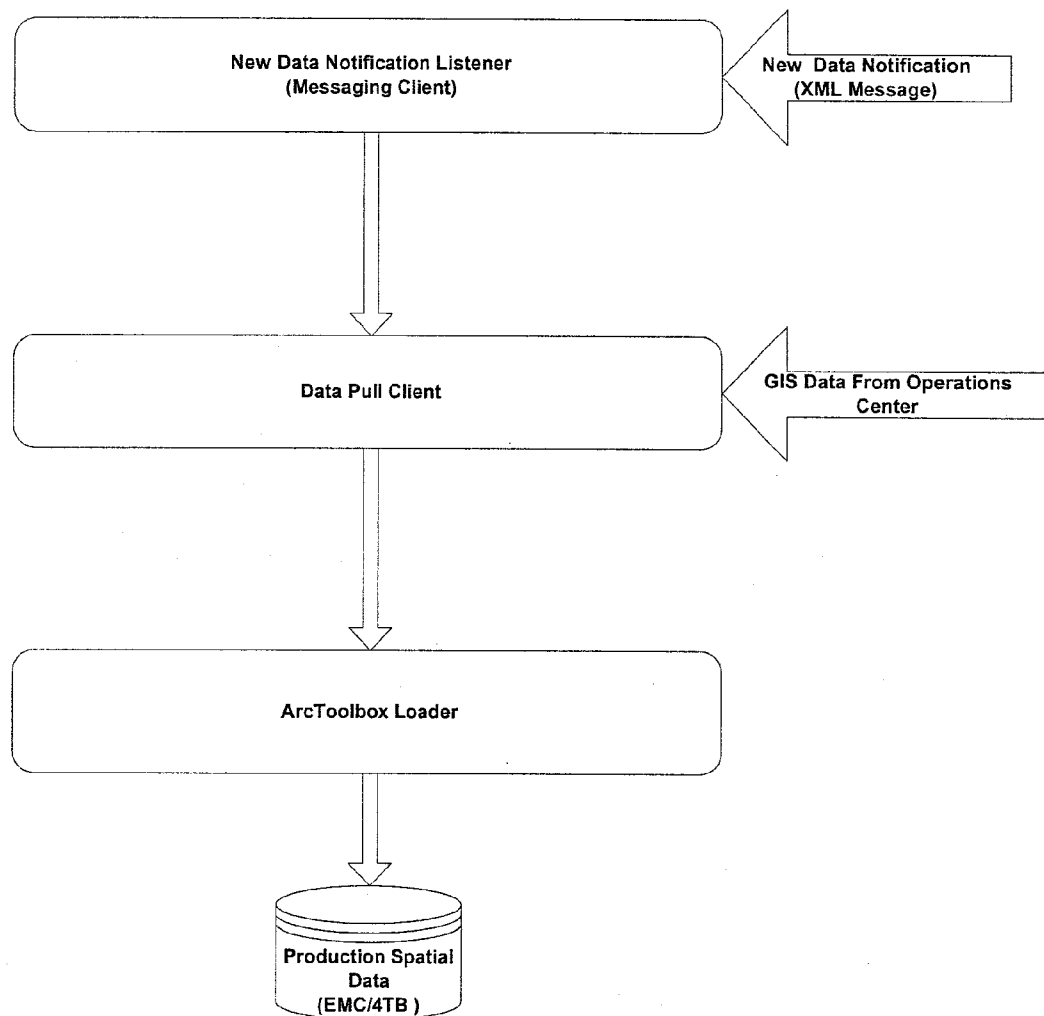 New Data Notification Listener
(Messaging Client)
New Data Notification
(XML Message)
Data Pull Client
GIS Data From Operations
Center
ArcToolbox Loader
Production Spatial
Data
(EMC/4TB )